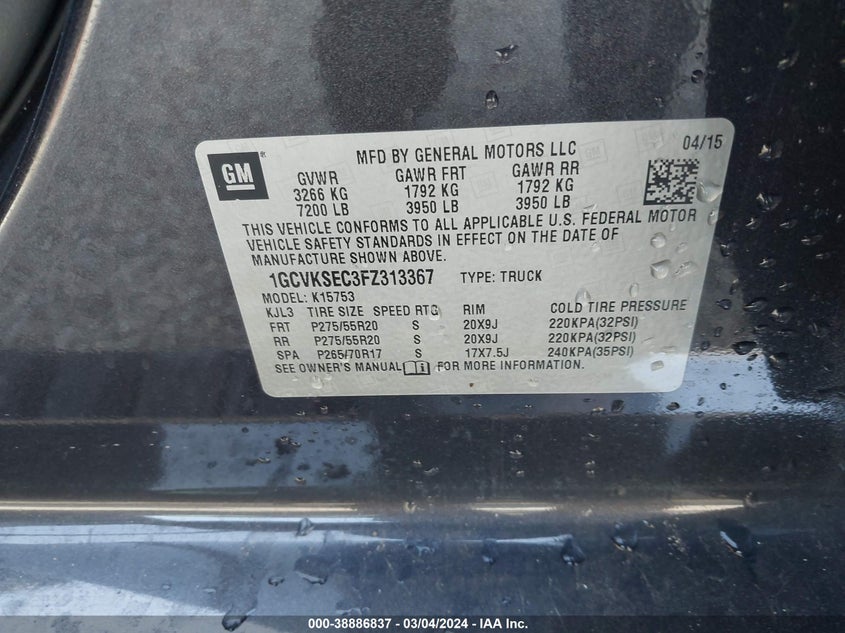 MFD BY GENERAL MOTORS LLC 04/15
GM
GVWR GAWR FRT GAWR RR
3266 KG 1792 KG 1792 KG
7200 LB 3950 LB 3950 LB
THIS VEHICLE CONFORMS TO ALL APPLICABLE U.S. FEDERAL MOTOR
VEHICLE SAFETY STANDARDS IN EFFECT ON THE DATE OF
MANUFACTURE SHOWN ABOVE.
1GCVKSEC3FZ313367 TYPE: TRUCK
MODEL: K15753
KJL3 TIRE SIZE SPEED RTG RIM COLD TIRE PRESSURE
FRT P275/55R20 S 20X9J 220KPA(32PSI)
RR P275/55R20 S 20X9J 220KPA(32PSI)
SPA P265/70R17 S 17X7.5J 240KPA(35PSI)
SEE OWNER'S MANUAL FOR MORE INFORMATION.
000-38886837 - 03/04/2024 - IAA Inc.